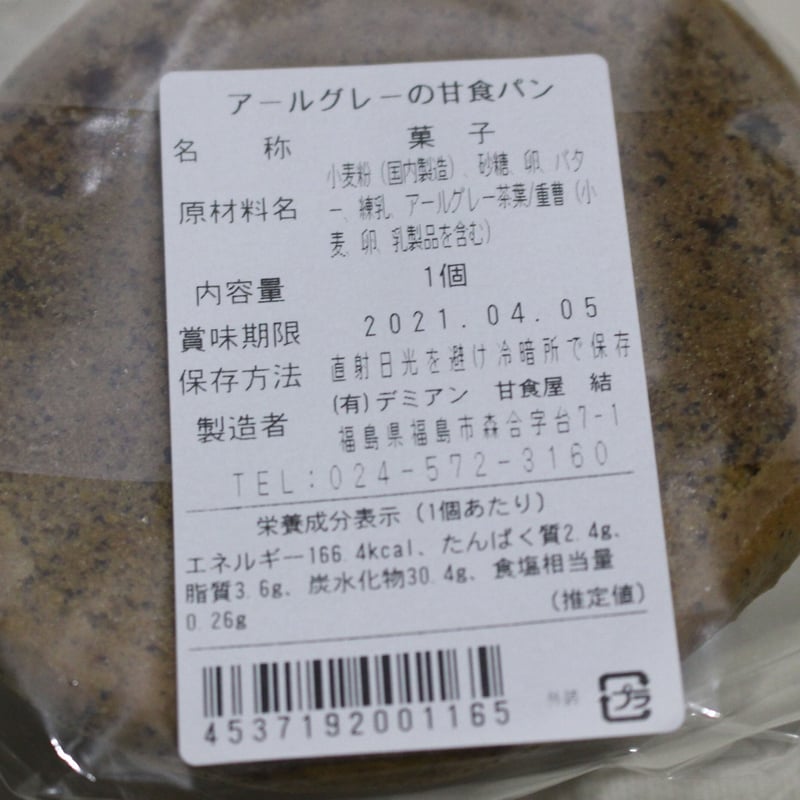 アールグレーの甘食パン
名称 菓子
原材料名 小麦粉（国内製造）、砂糖、卵、バタ
ー、練乳、アールグレー茶葉/重曹（小
麦、卵、乳製品を含む）
内容量 1個
賞味期限 2021.04.05
保存方法 直射日光を避け冷暗所で保存
製造者 (有)デミアン 甘食屋 結
福島県福島市森合字台7-1
TEL:024-572-3160
栄養成分表示（1個あたり）
エネルギー166.4kcal、たんぱく質2.4g、
脂質3.6g、炭水化物30.4g、食塩相当量
0.26g
（推定値）
4537192001165
外装 プラ